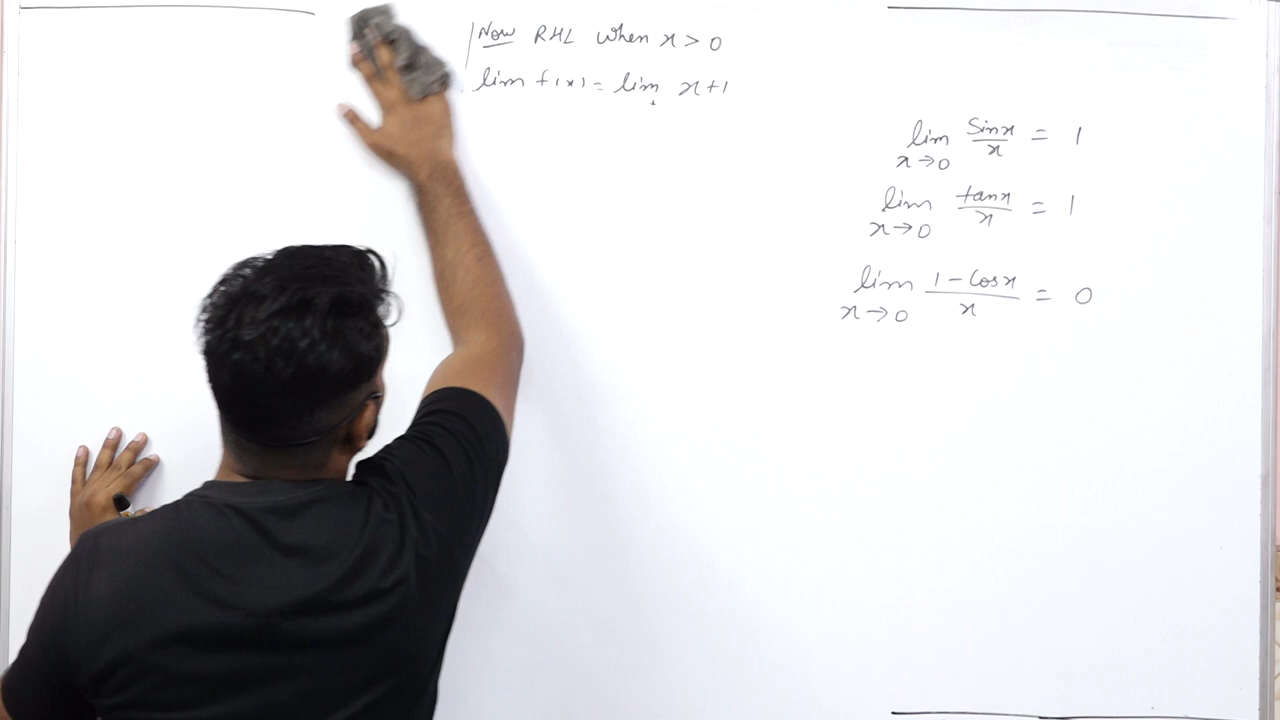 Now RHL when x > 0
lim f(x) = lim x+1
+
lim sinx/x = 1
x→0
lim tanx/x = 1
x→0
lim 1-cosx/x = 0
x→0